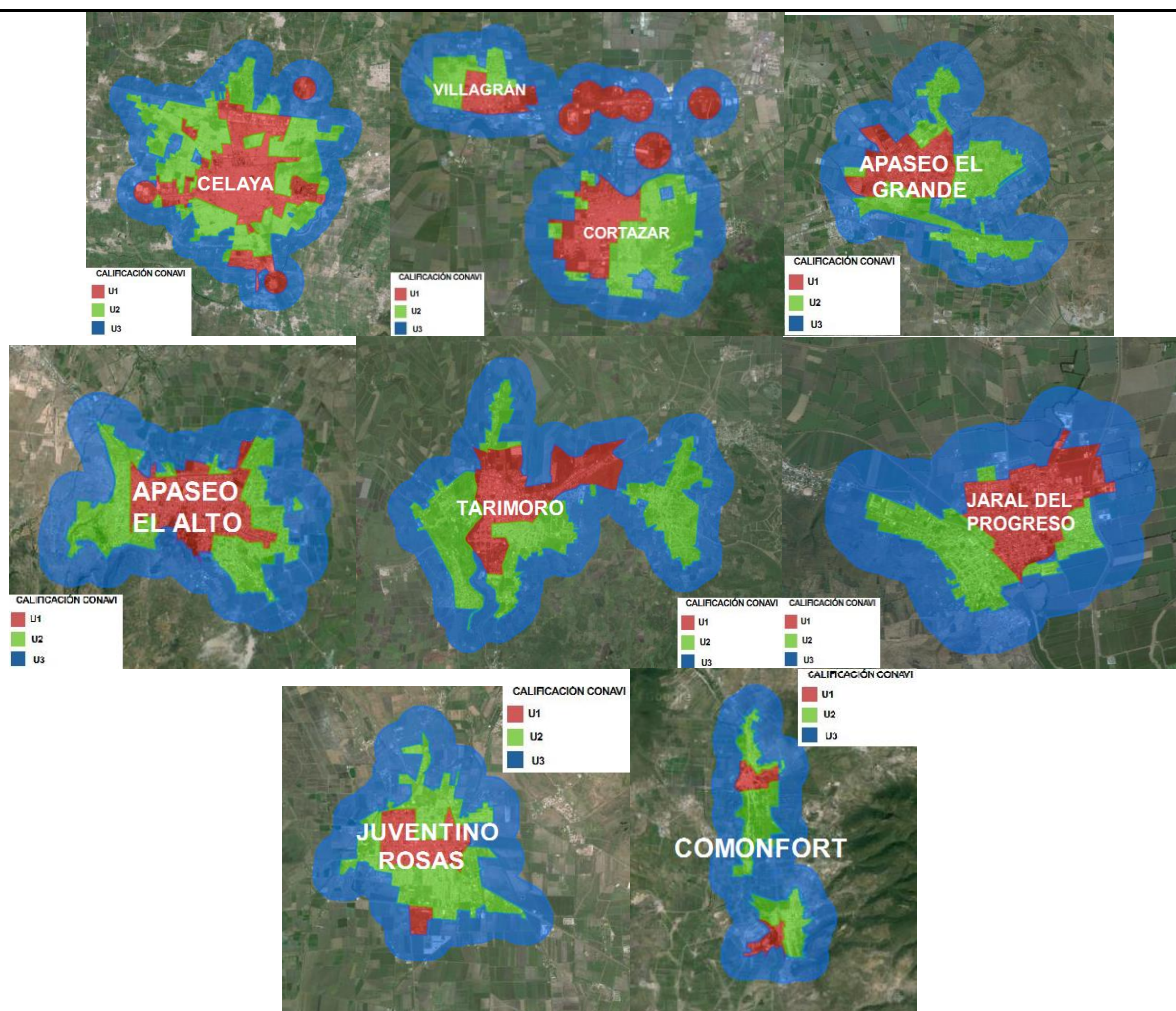 CELAYA
CALIFICACIÓN CONAVI
U1
U2
U3
VILLAGRÁN
CORTAZAR
CALIFICACIÓN CONAVI
U1
U2
U3
APASEO EL
GRANDE
CALIFICACIÓN CONAVI
U1
U2
U3
APASEO
EL ALTO
CALIFICACIÓN CONAVI
U1
U2
U3
TARIMORO
CALIFICACIÓN CONAVI
U1
U2
U3
JARAL DEL
PROGRESO
CALIFICACIÓN CONAVI
U1
U2
U3
JUVENTINO
ROSAS
CALIFICACIÓN CONAVI
U1
U2
U3
COMONFORT
CALIFICACIÓN CONAVI
U1
U2
U3